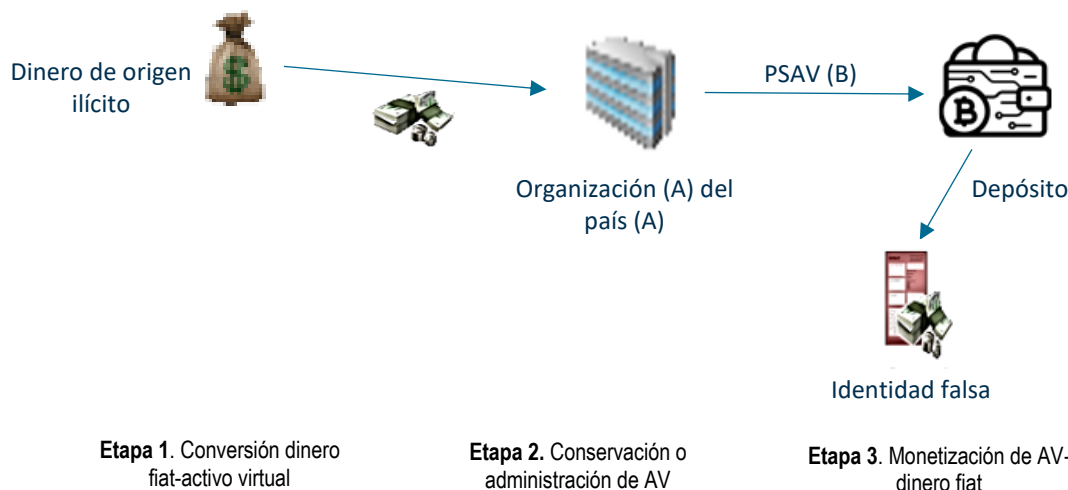 Dinero de origen
ilícito
PSAV (B)
Organización (A) del
país (A)
Depósito
Identidad falsa
Etapa 1. Conversión dinero
fiat-activo virtual
Etapa 2. Conservación o
administración de AV
Etapa 3. Monetización de AV-
dinero fiat